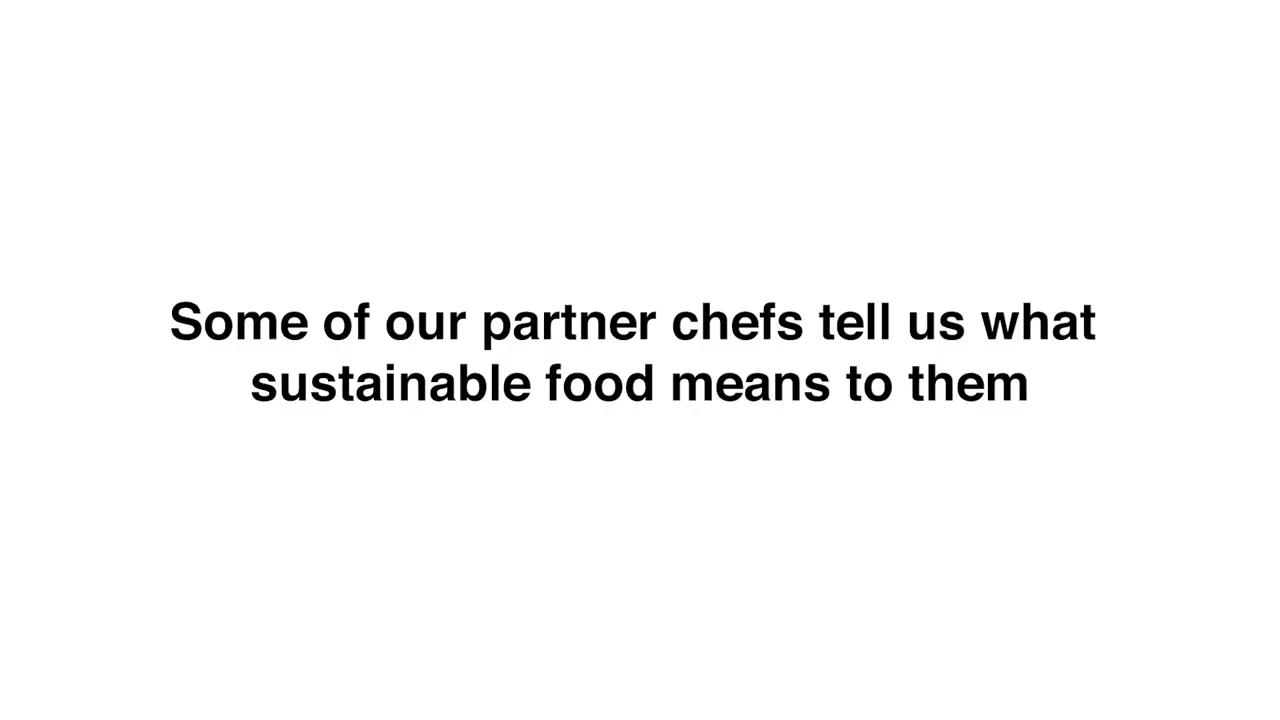 Some of our partner chefs tell us what
sustainable food means to them